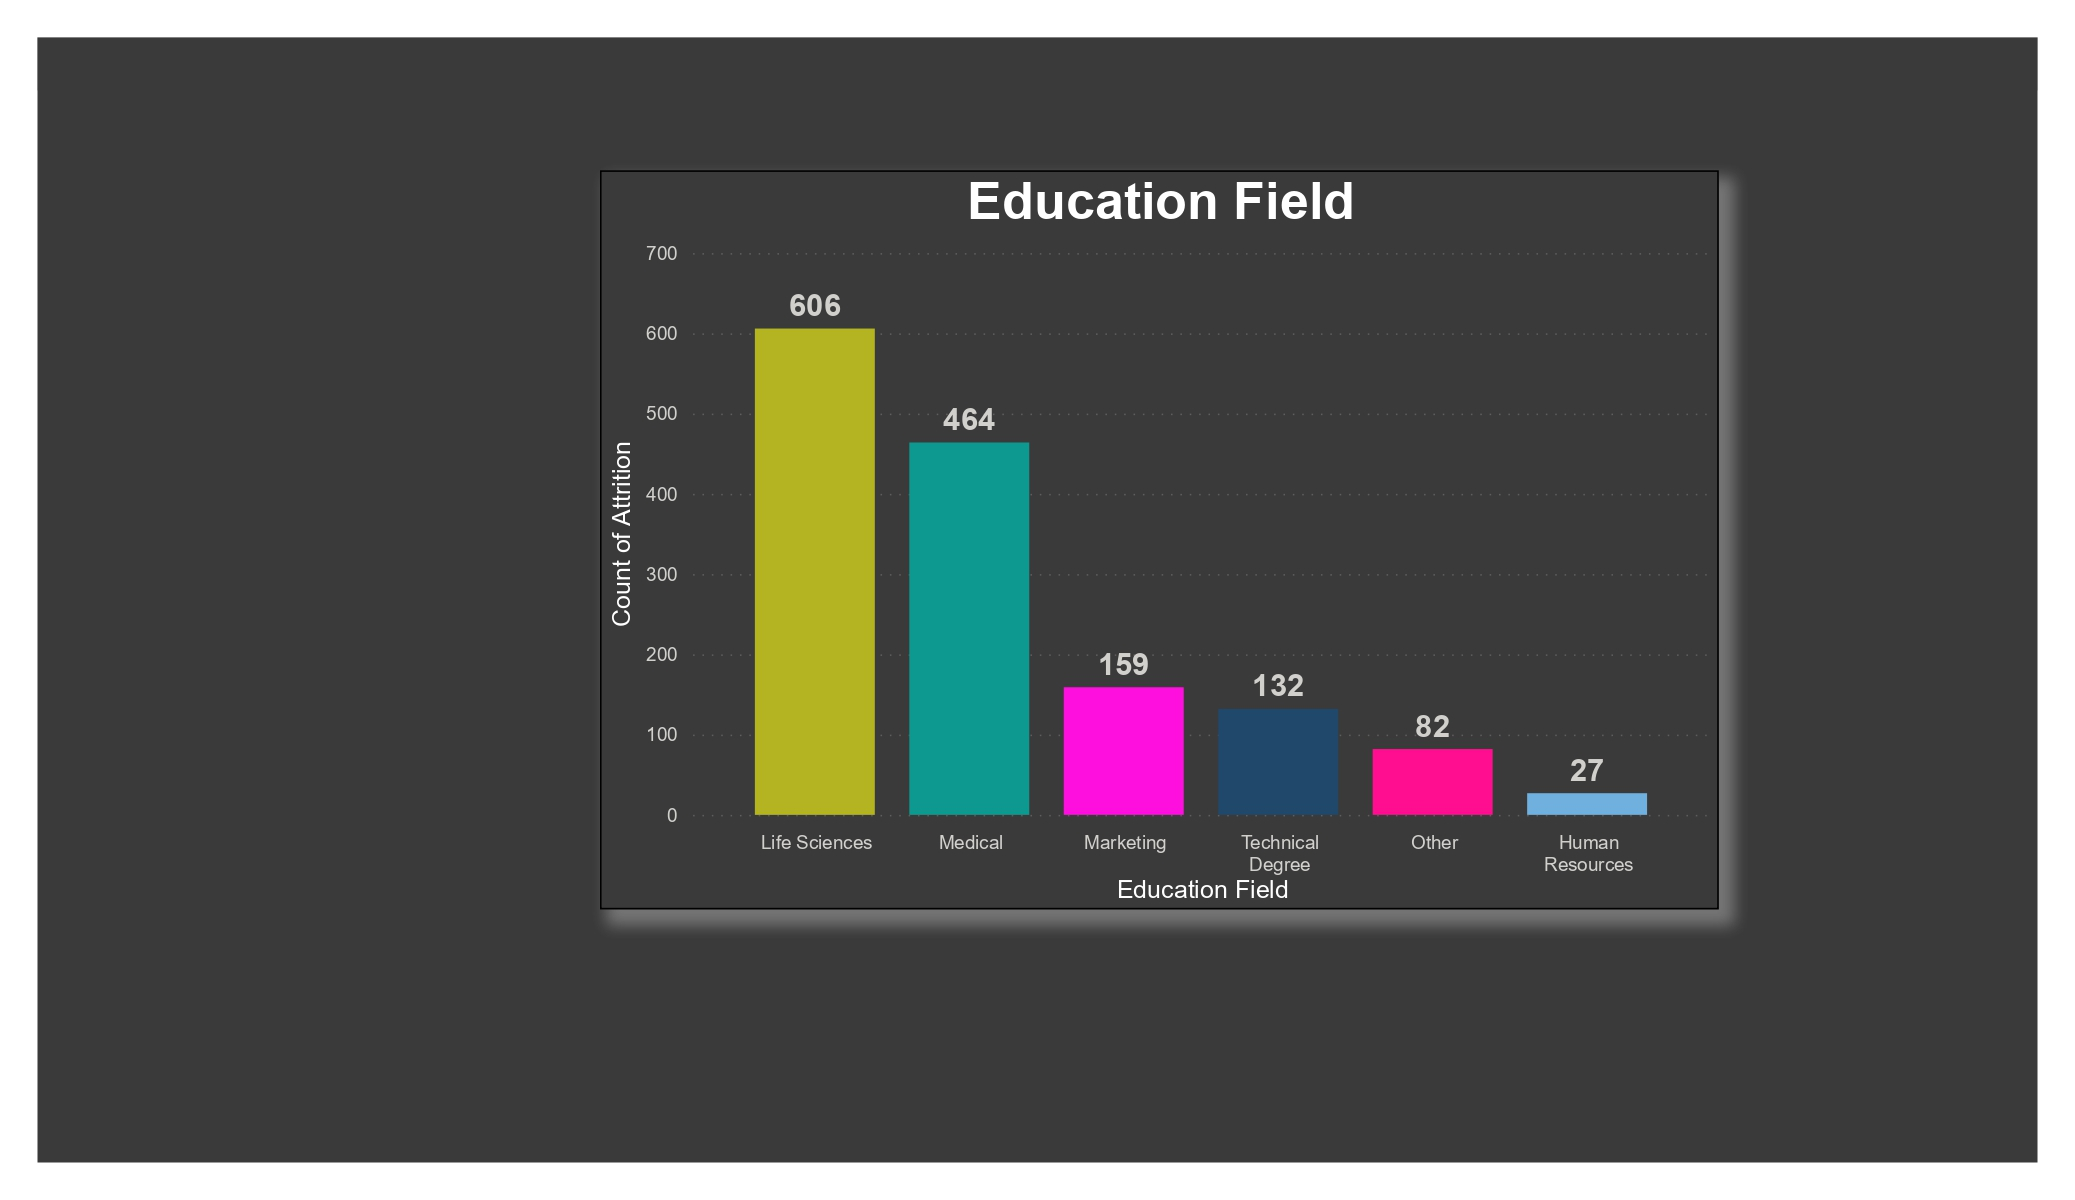 Education Field
700
600
500
400
300
200
100
0
Count of Attrition
606
464
159
132
82
27
Life Sciences
Medical
Marketing
Technical
Degree
Other
Human
Resources
Education Field